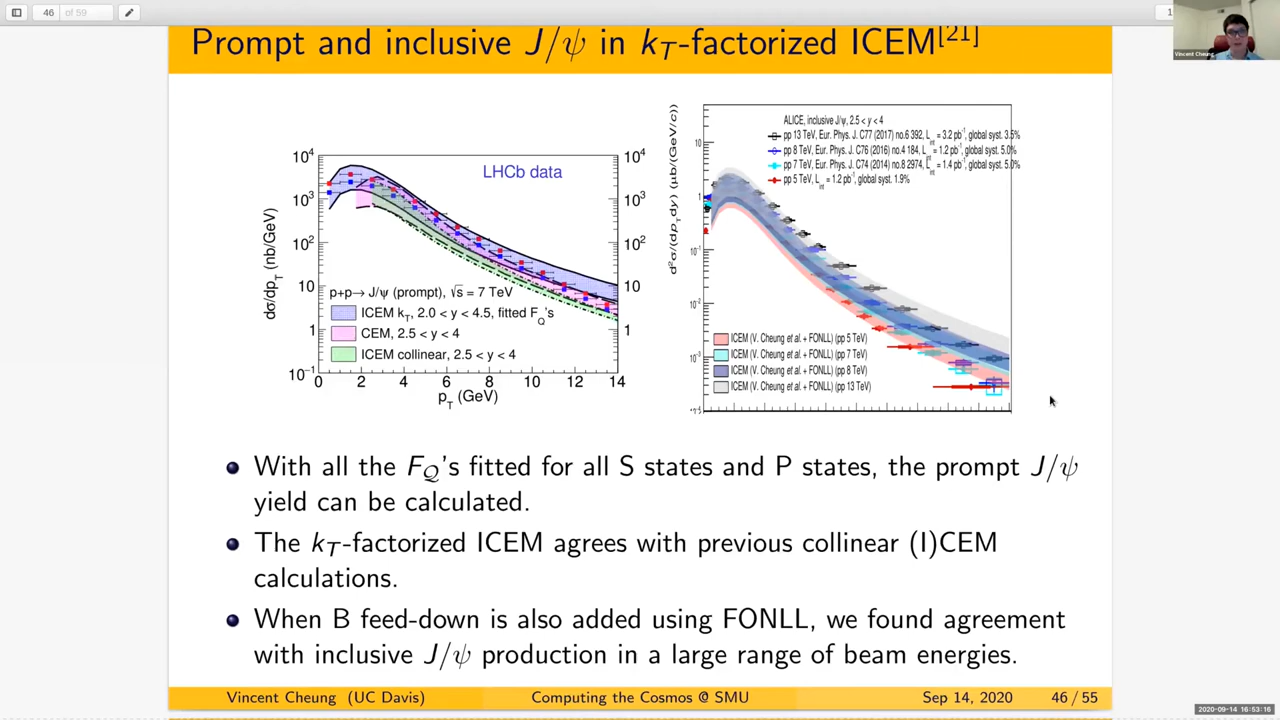 46 of 59
Prompt and inclusive J/ψ in k_T-factorized ICEM[21]
Vincent Cheung
LHCb data
dσ/dp_T (nb/GeV)
10^4
10^3
10^2
10
1
10^-1
10^4
10^3
10^2
10
1
p+p→ J/ψ (prompt), √s = 7 TeV
ICEM k_T, 2.0 < y < 4.5, fitted F_Q's
CEM, 2.5 < y < 4
ICEM collinear, 2.5 < y < 4
0 2 4 6 8 10 12 14
p_T (GeV)
d²σ/(dp_T dy) (μb/(GeV/c))
10
1
10^-1
10^-2
10^-3
ALICE, inclusive J/ψ, 2.5 < y < 4
pp 13 TeV, Eur. Phys. J. C77 (2017) no.6 392, L_int = 3.2 pb^-1, global syst. 3.5%
pp 8 TeV, Eur. Phys. J. C76 (2016) no.4 184, L_int = 1.2 pb^-1, global syst. 5.0%
pp 7 TeV, Eur. Phys. J. C74 (2014) no.8 2974, L_int = 1.4 pb^-1, global syst. 5.0%
pp 5 TeV, L_int = 1.2 pb^-1, global syst. 1.9%
ICEM (V. Cheung et al. + FONLL) (pp 5 TeV)
ICEM (V. Cheung et al. + FONLL) (pp 7 TeV)
ICEM (V. Cheung et al. + FONLL) (pp 8 TeV)
ICEM (V. Cheung et al. + FONLL) (pp 13 TeV)
• With all the F_Q's fitted for all S states and P states, the prompt J/ψ
yield can be calculated.
• The k_T-factorized ICEM agrees with previous collinear (I)CEM
calculations.
• When B feed-down is also added using FONLL, we found agreement
with inclusive J/ψ production in a large range of beam energies.
Vincent Cheung (UC Davis) Computing the Cosmos @ SMU Sep 14, 2020 46 / 55
2020-09-14 16:53:16